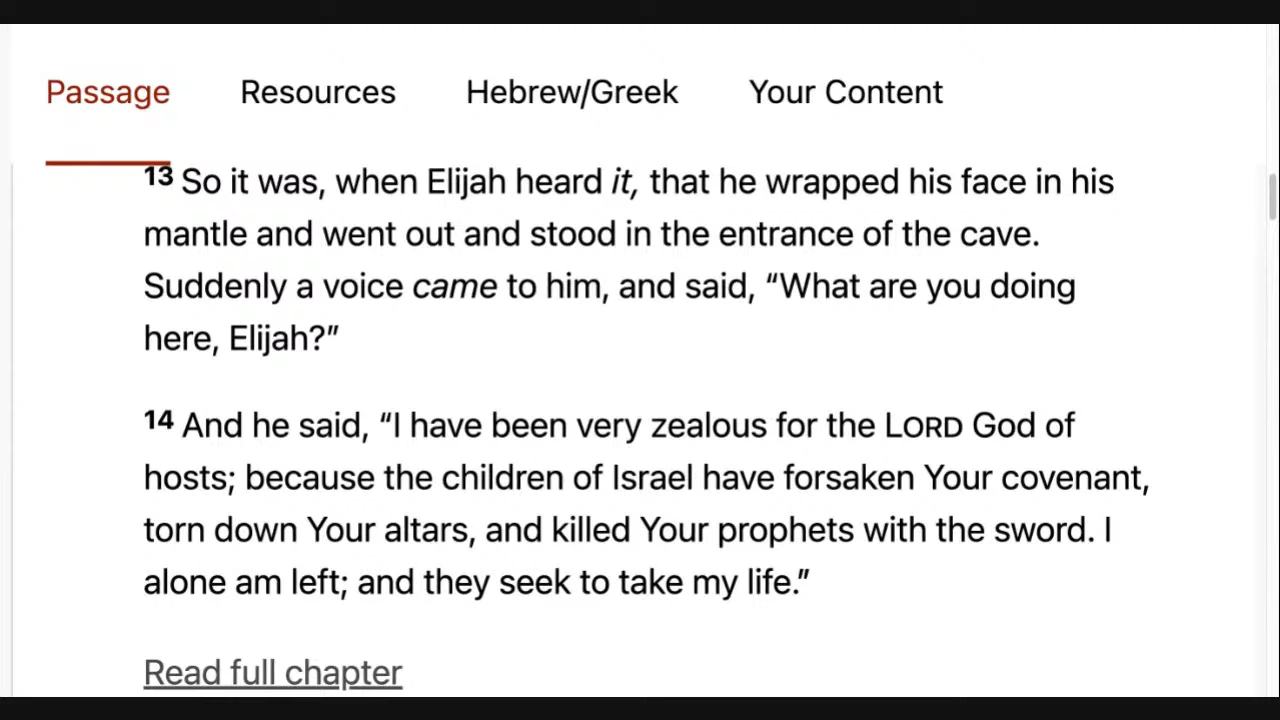 Passage Resources Hebrew/Greek Your Content
13 So it was, when Elijah heard it, that he wrapped his face in his
mantle and went out and stood in the entrance of the cave.
Suddenly a voice came to him, and said, “What are you doing
here, Elijah?”
14 And he said, “I have been very zealous for the LORD God of
hosts; because the children of Israel have forsaken Your covenant,
torn down Your altars, and killed Your prophets with the sword. I
alone am left; and they seek to take my life.”
Read full chapter